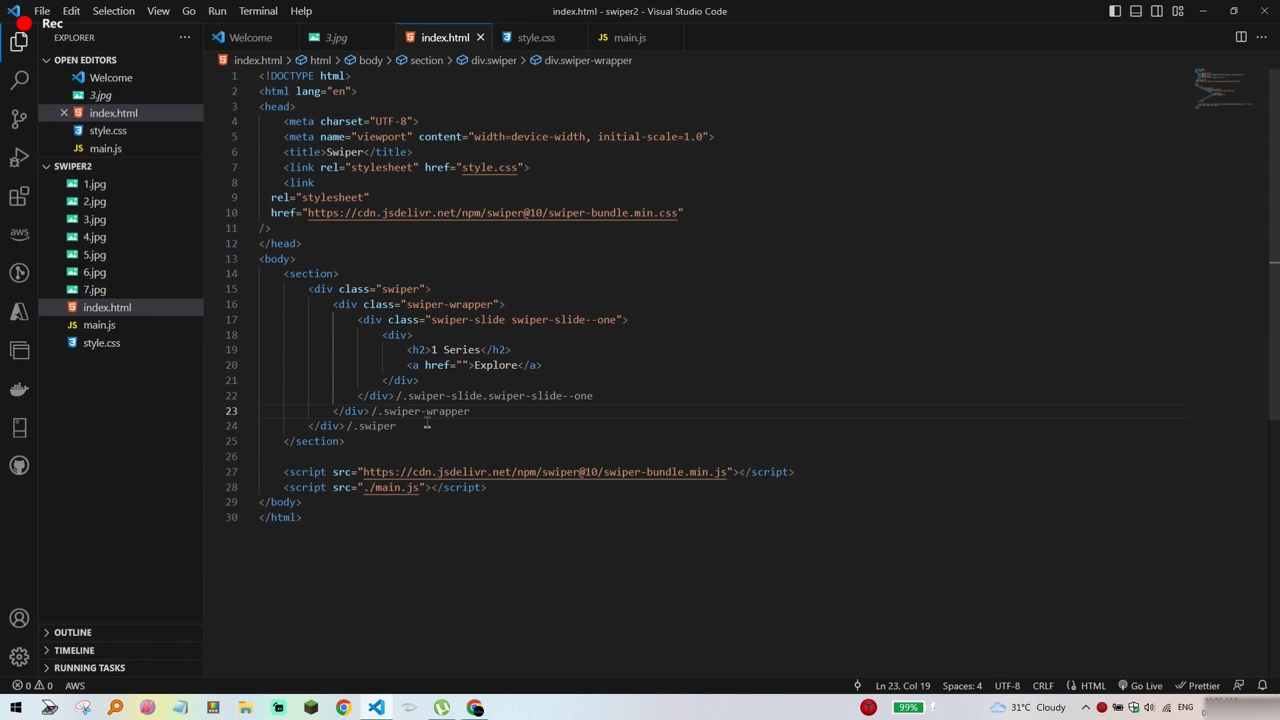 File Edit Selection View Go Run Terminal Help
index.html - swiper2 - Visual Studio Code
Rec
EXPLORER
Welcome 3.jpg index.html style.css main.js
OPEN EDITORS
index.html > html > body > section > div.swiper > div.swiper-wrapper
Welcome
3.jpg
index.html
style.css
main.js
SWIPER2
1.jpg
2.jpg
3.jpg
4.jpg
5.jpg
6.jpg
7.jpg
index.html
main.js
style.css
OUTLINE
TIMELINE
RUNNING TASKS
aws
1 <!DOCTYPE html>
2 <html lang="en">
3 <head>
4 <meta charset="UTF-8">
5 <meta name="viewport" content="width=device-width, initial-scale=1.0">
6 <title>Swiper</title>
7 <link rel="stylesheet" href="style.css">
8 <link
9 rel="stylesheet"
10 href="https://cdn.jsdelivr.net/npm/swiper@10/swiper-bundle.min.css"
11 />
12 </head>
13 <body>
14 <section>
15 <div class="swiper">
16 <div class="swiper-wrapper">
17 <div class="swiper-slide swiper-slide--one">
18 <div>
19 <h2>1 Series</h2>
20 <a href="">Explore</a>
21 </div>
22 </div>/.swiper-slide.swiper-slide--one
23 </div>/.swiper-wrapper
24 </div>/.swiper
25 </section>
26
27 <script src="https://cdn.jsdelivr.net/npm/swiper@10/swiper-bundle.min.js"></script>
28 <script src="./main.js"></script>
29 </body>
30 </html>
0 0 AWS
Ln 23, Col 19 Spaces: 4 UTF-8 CRLF HTML Go Live Prettier
99% 31°C Cloudy ENG